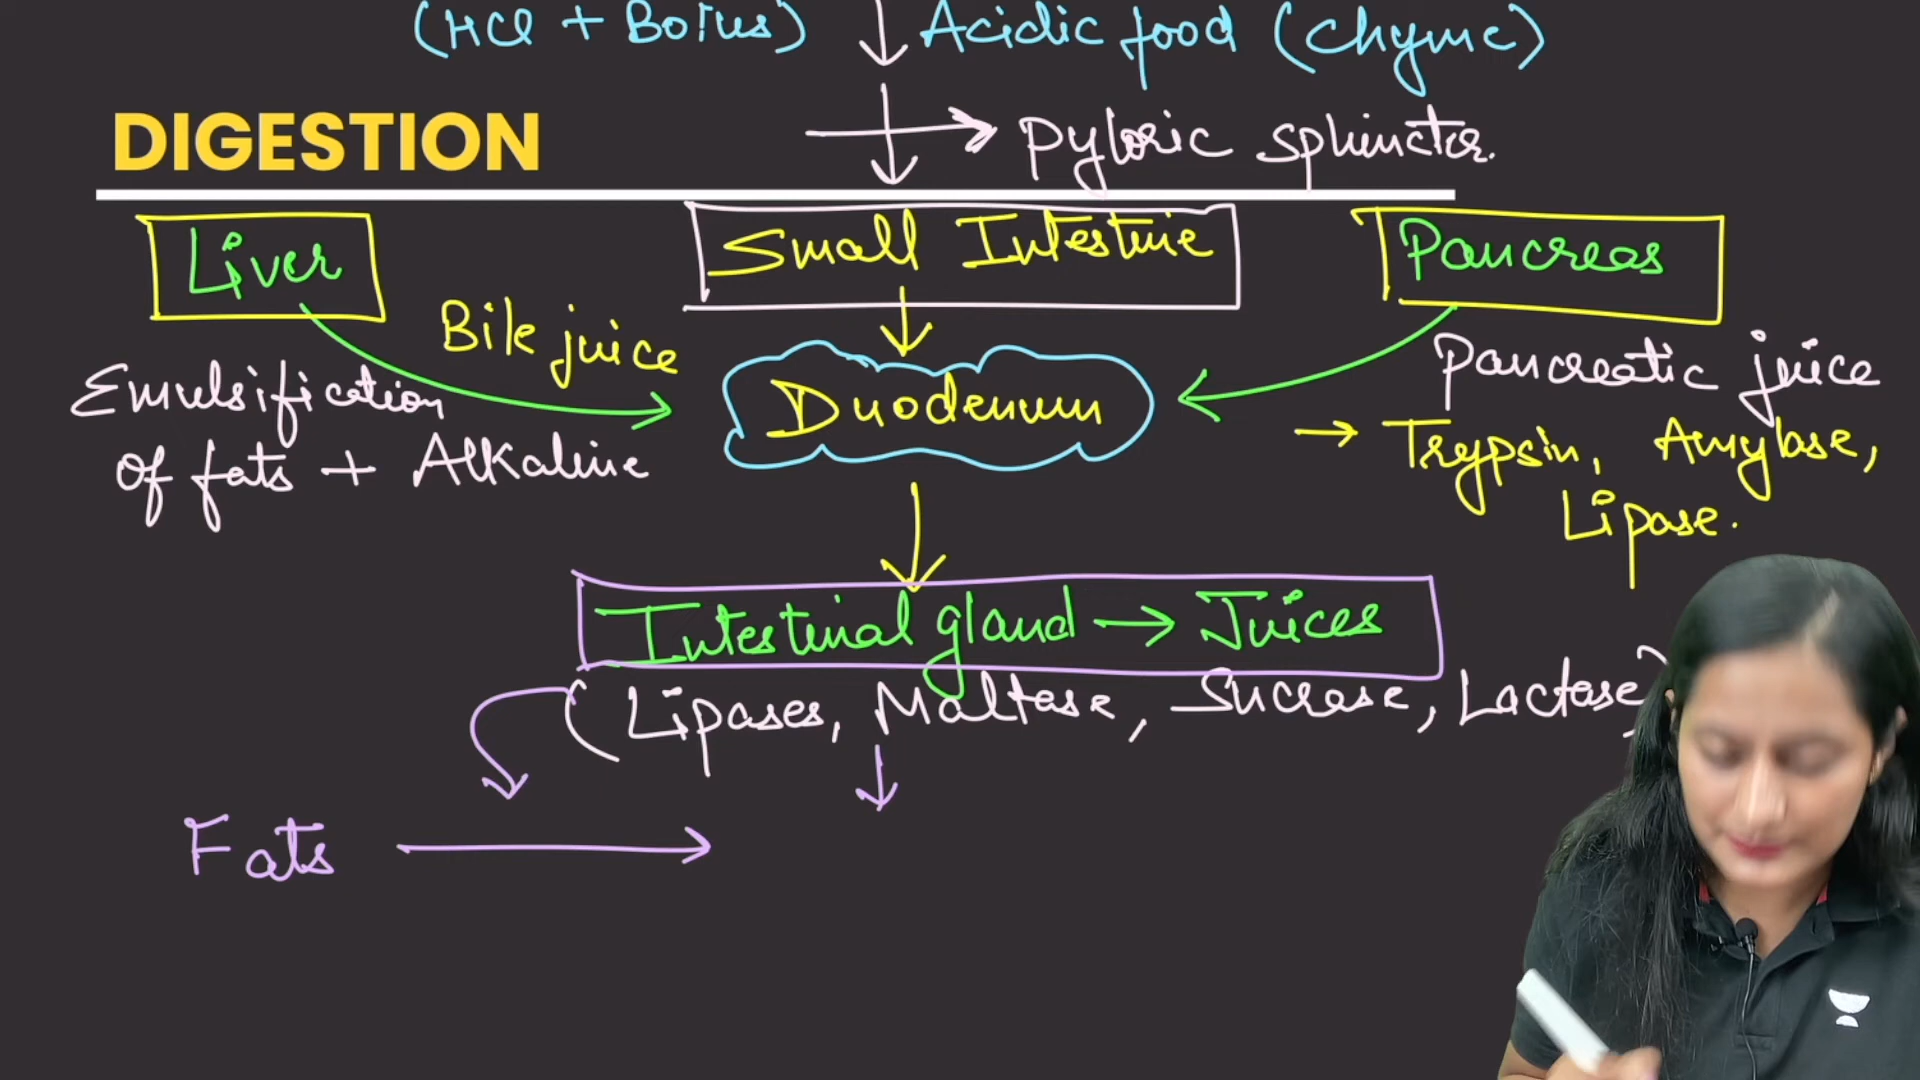 (HCl + Bolus) ↓ Acidic food (Chyme)
DIGESTION
→ Pyloric sphincter.
Liver
Small Intestine
Pancreas
Bile juice
Pancreatic juice
Emulsification
of fats + Alkaline
Duodenum
→ Trypsin, Amylase,
Lipase.
Intestinal gland → Juices
(Lipases, Maltase, Sucrase, Lactase)
Fats →